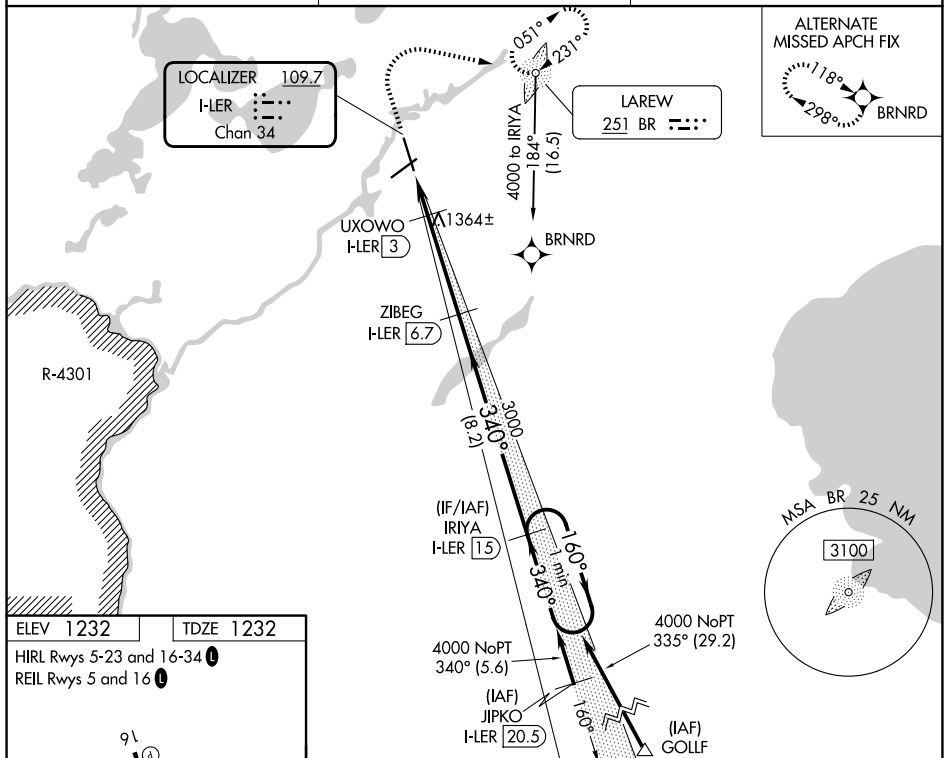 ALTERNATE
MISSED APCH FIX
118°
298°
BRNRD
051°
231°
LOCALIZER 109.7
I-LER
Chan 34
LAREW
251 BR
4000 to IRIYA
184°
(16.5)
BRNRD
UXOWO
I-LER 3
1364±
ZIBEG
I-LER 6.7
R-4301
3000
340°
(8.2)
(IF/IAF)
IRIYA
I-LER 15
160°
1 min
340°
MSA BR 25 NM
3100
4000 NoPT
340° (5.6)
4000 NoPT
335° (29.2)
(IAF)
JIPKO
I-LER 20.5
160°
(IAF)
GOLLF
ELEV 1232
TDZE 1232
HIRL Rwys 5-23 and 16-34 L
REIL Rwys 5 and 16 L
16
P